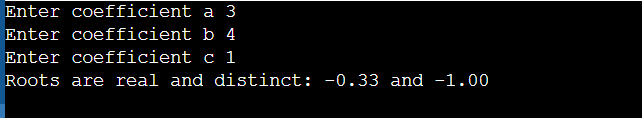 Enter coefficient a 3
Enter coefficient b 4
Enter coefficient c 1
Roots are real and distinct: -0.33 and -1.00